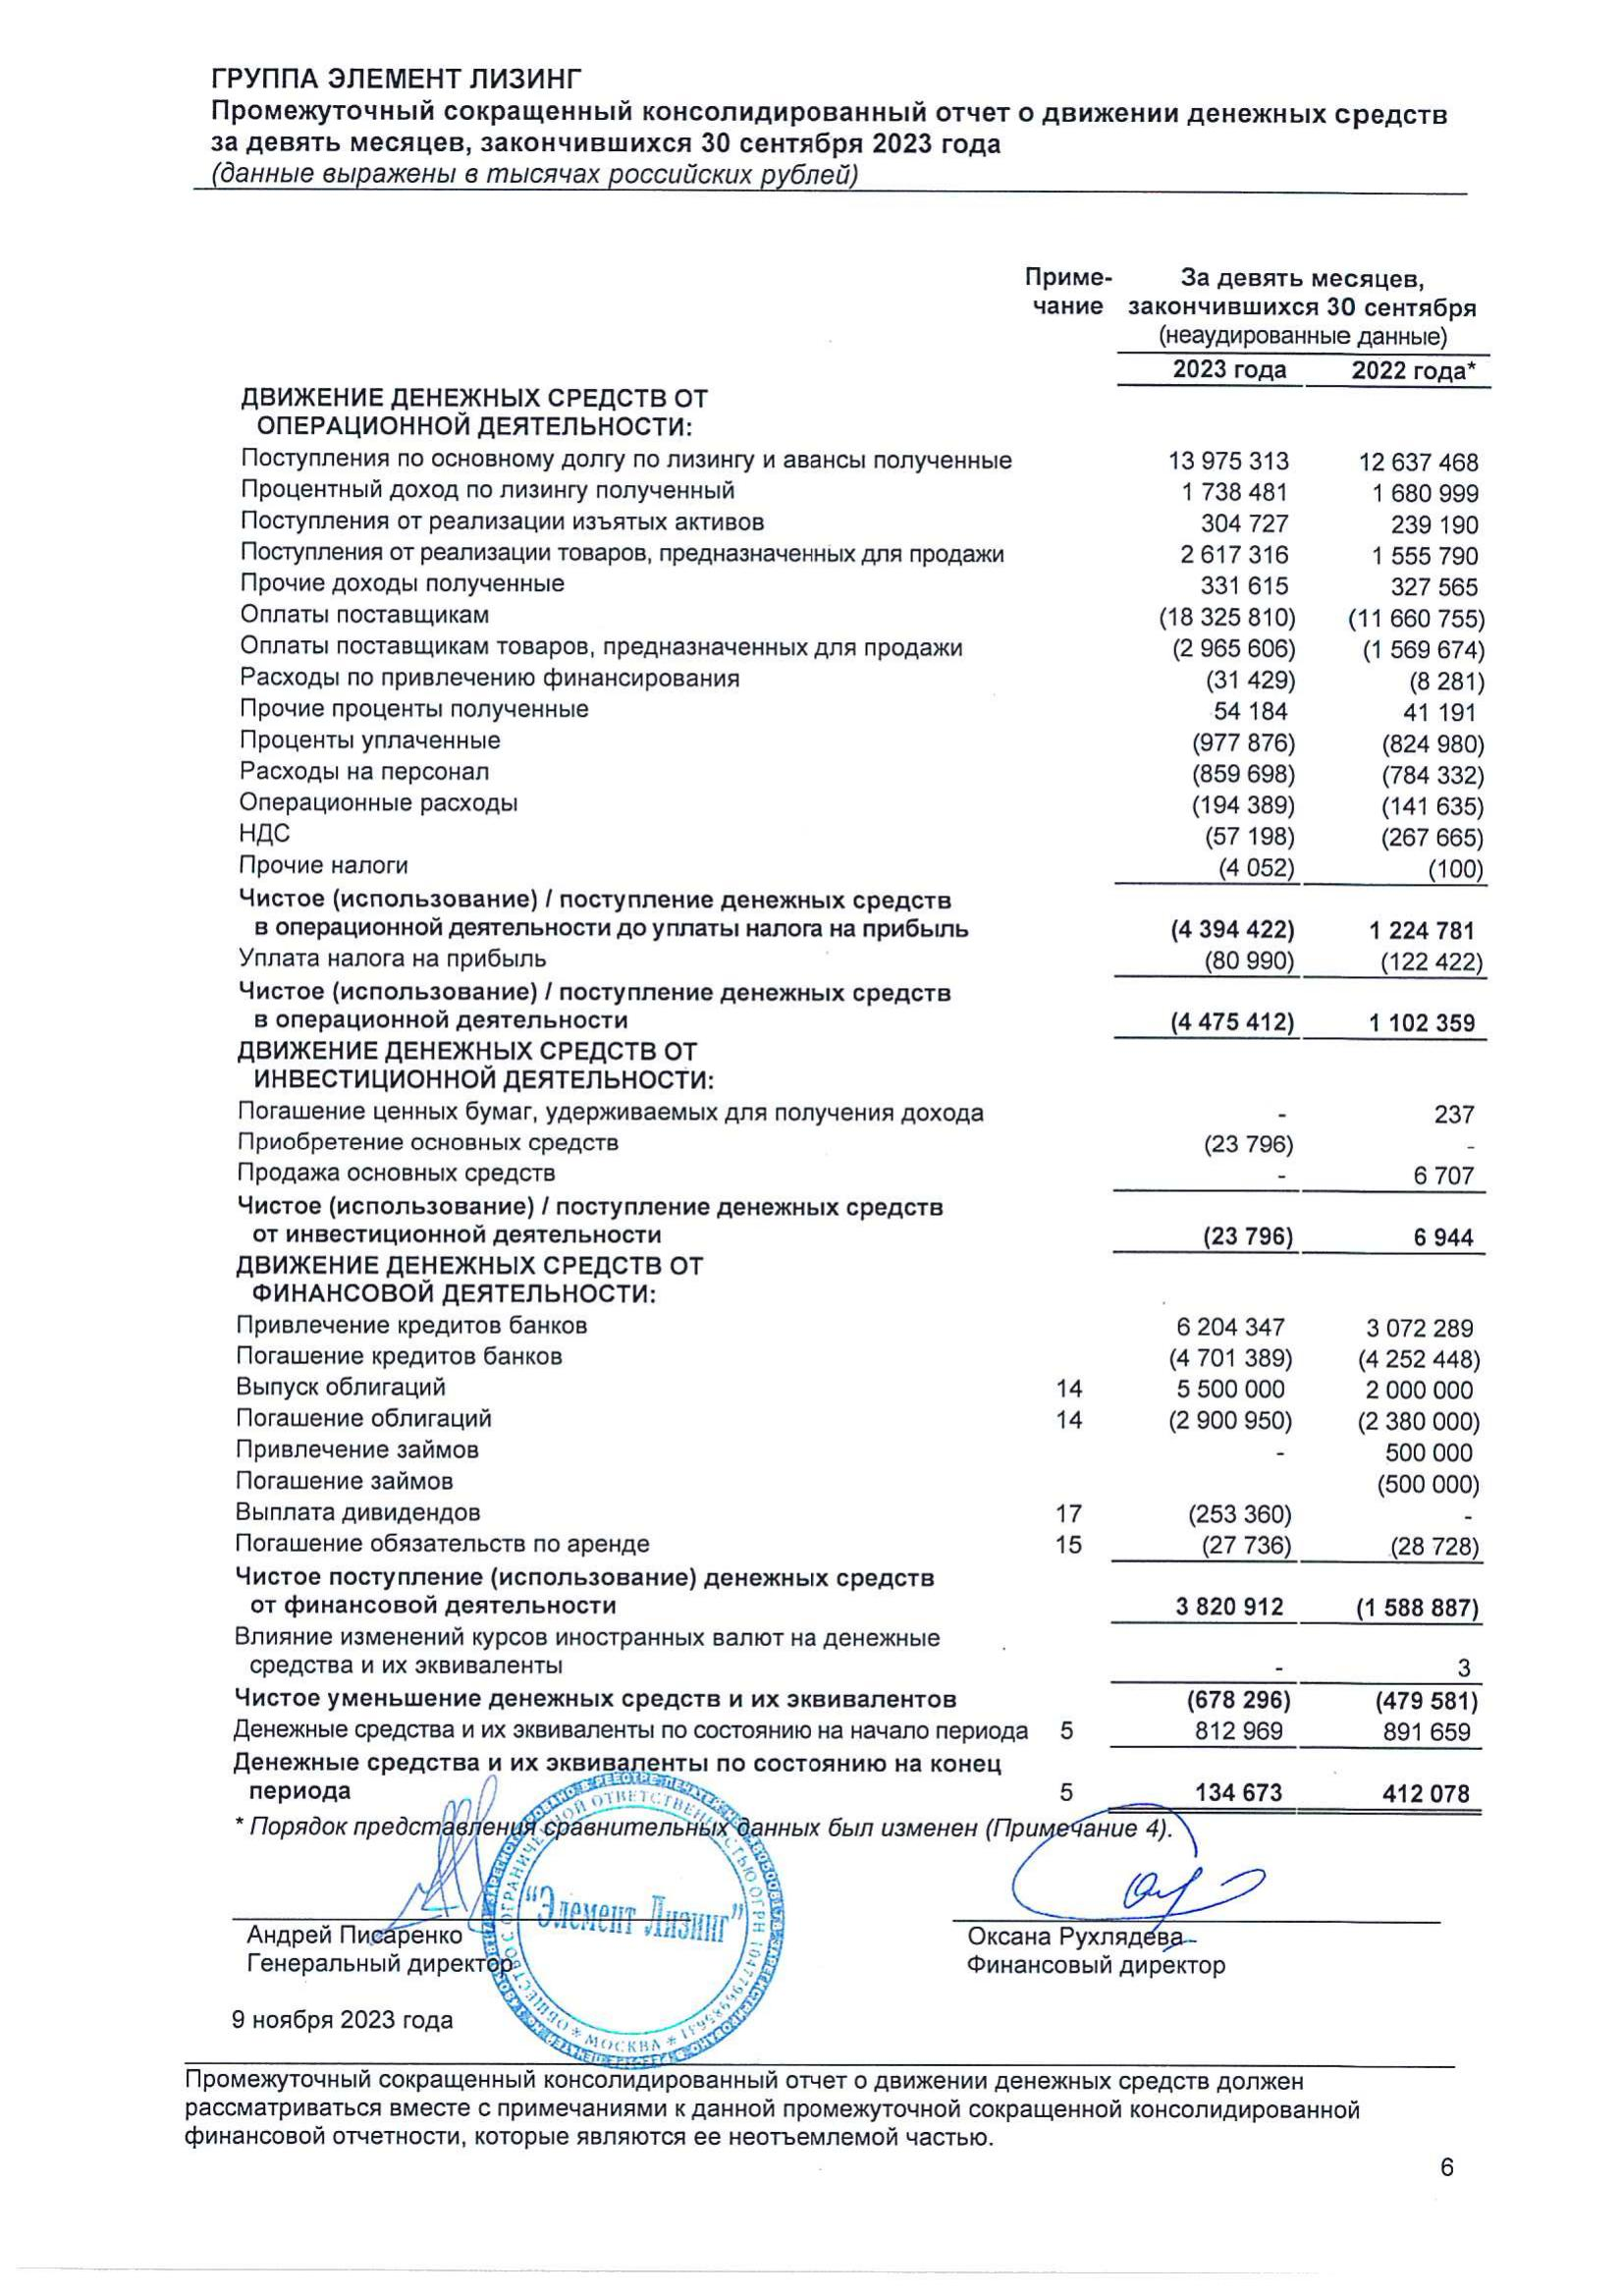 ГРУППА ЭЛЕМЕНТ ЛИЗИНГ
Промежуточный сокращенный консолидированный отчет о движении денежных средств
за девять месяцев, закончившихся 30 сентября 2023 года
(данные выражены в тысячах российских рублей)
Приме- За девять месяцев,
чание закончившихся 30 сентября
(неаудированные данные)
2023 года 2022 года*
ДВИЖЕНИЕ ДЕНЕЖНЫХ СРЕДСТВ ОТ
ОПЕРАЦИОННОЙ ДЕЯТЕЛЬНОСТИ:
Поступления по основному долгу по лизингу и авансы полученные 13 975 313 12 637 468
Процентный доход по лизингу полученный 1 738 481 1 680 999
Поступления от реализации изъятых активов 304 727 239 190
Поступления от реализации товаров, предназначенных для продажи 2 617 316 1 555 790
Прочие доходы полученные 331 615 327 565
Оплаты поставщикам (18 325 810) (11 660 755)
Оплаты поставщикам товаров, предназначенных для продажи (2 965 606) (1 569 674)
Расходы по привлечению финансирования (31 429) (8 281)
Прочие проценты полученные 54 184 41 191
Проценты уплаченные (977 876) (824 980)
Расходы на персонал (859 698) (784 332)
Операционные расходы (194 389) (141 635)
НДС (57 198) (267 665)
Прочие налоги (4 052) (100)
Чистое (использование) / поступление денежных средств
в операционной деятельности до уплаты налога на прибыль (4 394 422) 1 224 781
Уплата налога на прибыль (80 990) (122 422)
Чистое (использование) / поступление денежных средств
в операционной деятельности (4 475 412) 1 102 359
ДВИЖЕНИЕ ДЕНЕЖНЫХ СРЕДСТВ ОТ
ИНВЕСТИЦИОННОЙ ДЕЯТЕЛЬНОСТИ:
Погашение ценных бумаг, удерживаемых для получения дохода - 237
Приобретение основных средств (23 796) -
Продажа основных средств - 6 707
Чистое (использование) / поступление денежных средств
от инвестиционной деятельности (23 796) 6 944
ДВИЖЕНИЕ ДЕНЕЖНЫХ СРЕДСТВ ОТ
ФИНАНСОВОЙ ДЕЯТЕЛЬНОСТИ:
Привлечение кредитов банков 6 204 347 3 072 289
Погашение кредитов банков (4 701 389) (4 252 448)
Выпуск облигаций 14 5 500 000 2 000 000
Погашение облигаций 14 (2 900 950) (2 380 000)
Привлечение займов - 500 000
Погашение займов (500 000)
Выплата дивидендов 17 (253 360) -
Погашение обязательств по аренде 15 (27 736) (28 728)
Чистое поступление (использование) денежных средств
от финансовой деятельности 3 820 912 (1 588 887)
Влияние изменений курсов иностранных валют на денежные
средства и их эквиваленты - 3
Чистое уменьшение денежных средств и их эквивалентов (678 296) (479 581)
Денежные средства и их эквиваленты по состоянию на начало периода 5 812 969 891 659
Денежные средства и их эквиваленты по состоянию на конец
периода 5 134 673 412 078
* Порядок представления сравнительных данных был изменен (Примечание 4).
ОБЩЕСТВО С ОГРАНИЧЕННОЙ ОТВЕТСТВЕННОСТЬЮ ОГРН
"Элемент Лизинг"
* МОСКВА *
Андрей Писаренко Оксана Рухлядева
Генеральный директор Финансовый директор
9 ноября 2023 года
Промежуточный сокращенный консолидированный отчет о движении денежных средств должен
рассматриваться вместе с примечаниями к данной промежуточной сокращенной консолидированной
финансовой отчетности, которые являются ее неотъемлемой частью.
6